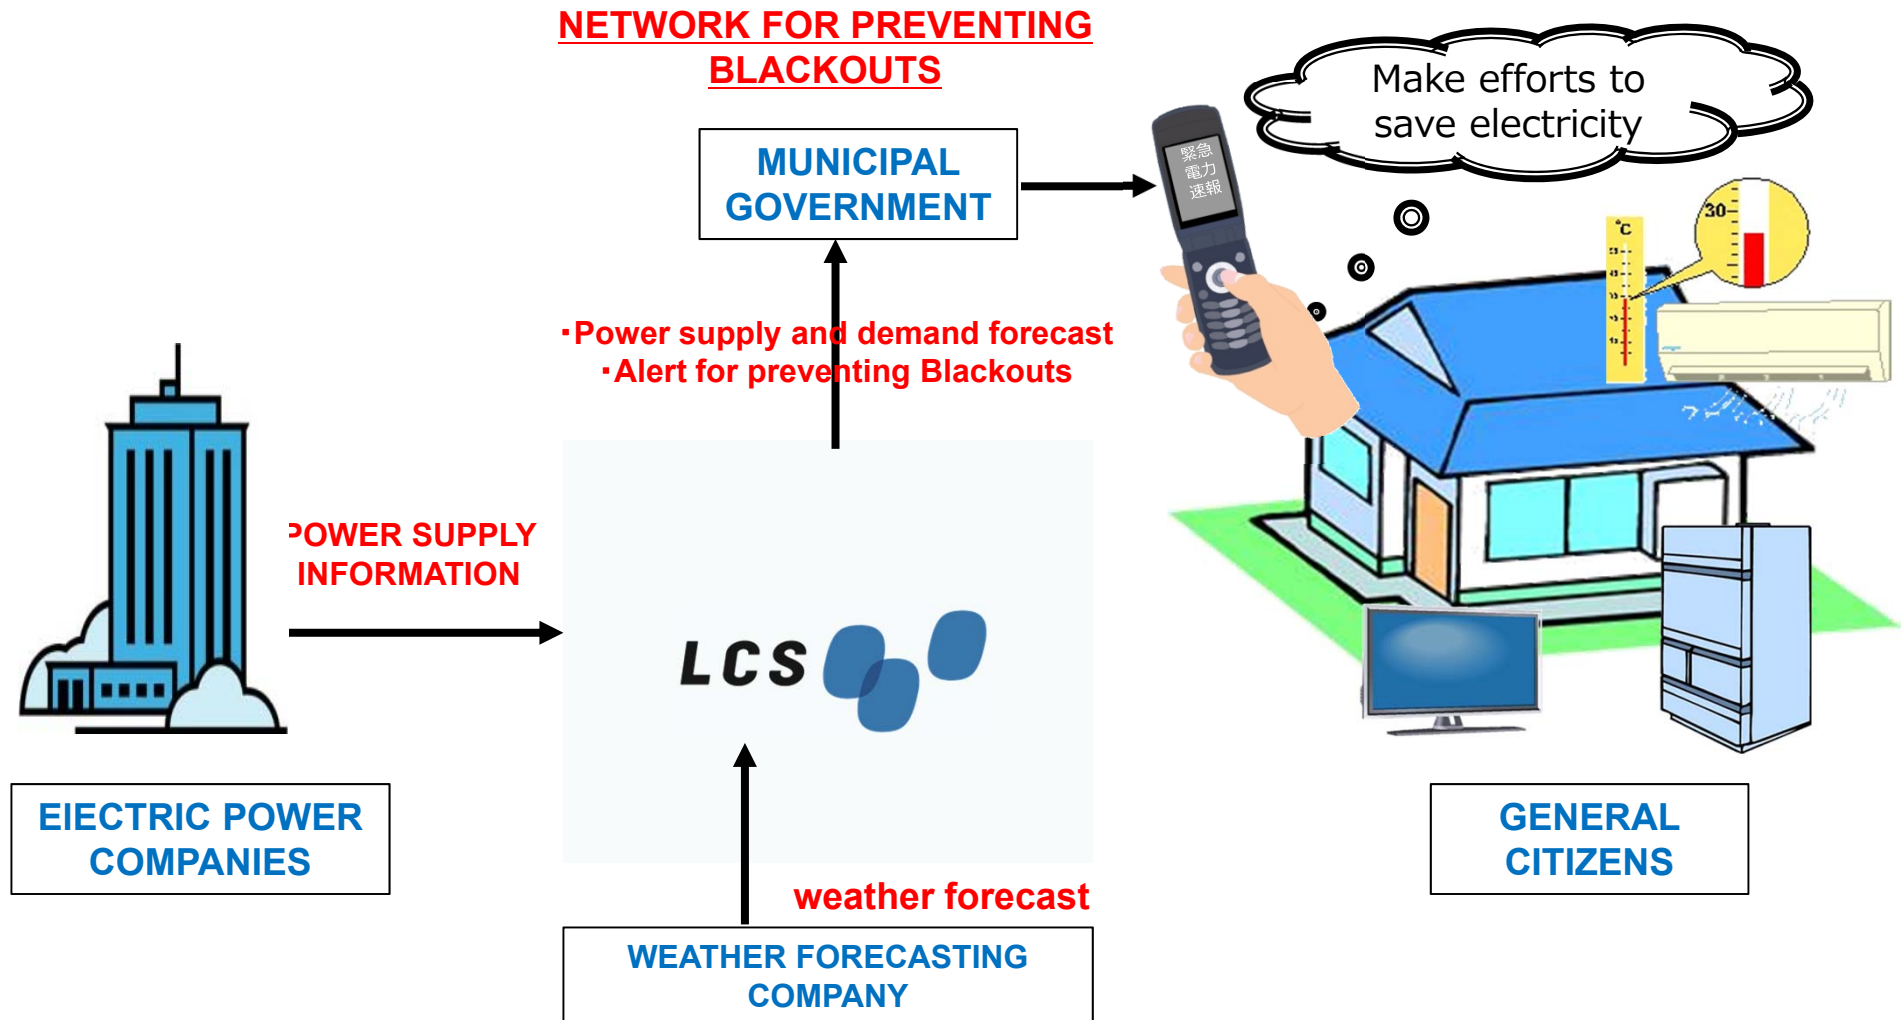 NETWORK FOR PREVENTING
BLACKOUTS
Make efforts to
save electricity
MUNICIPAL
GOVERNMENT
緊急
電力
速報
30
°C
・Power supply and demand forecast
・Alert for preventing Blackouts
POWER SUPPLY
INFORMATION
LCS
EIECTRIC POWER
COMPANIES
GENERAL
CITIZENS
weather forecast
WEATHER FORECASTING
COMPANY